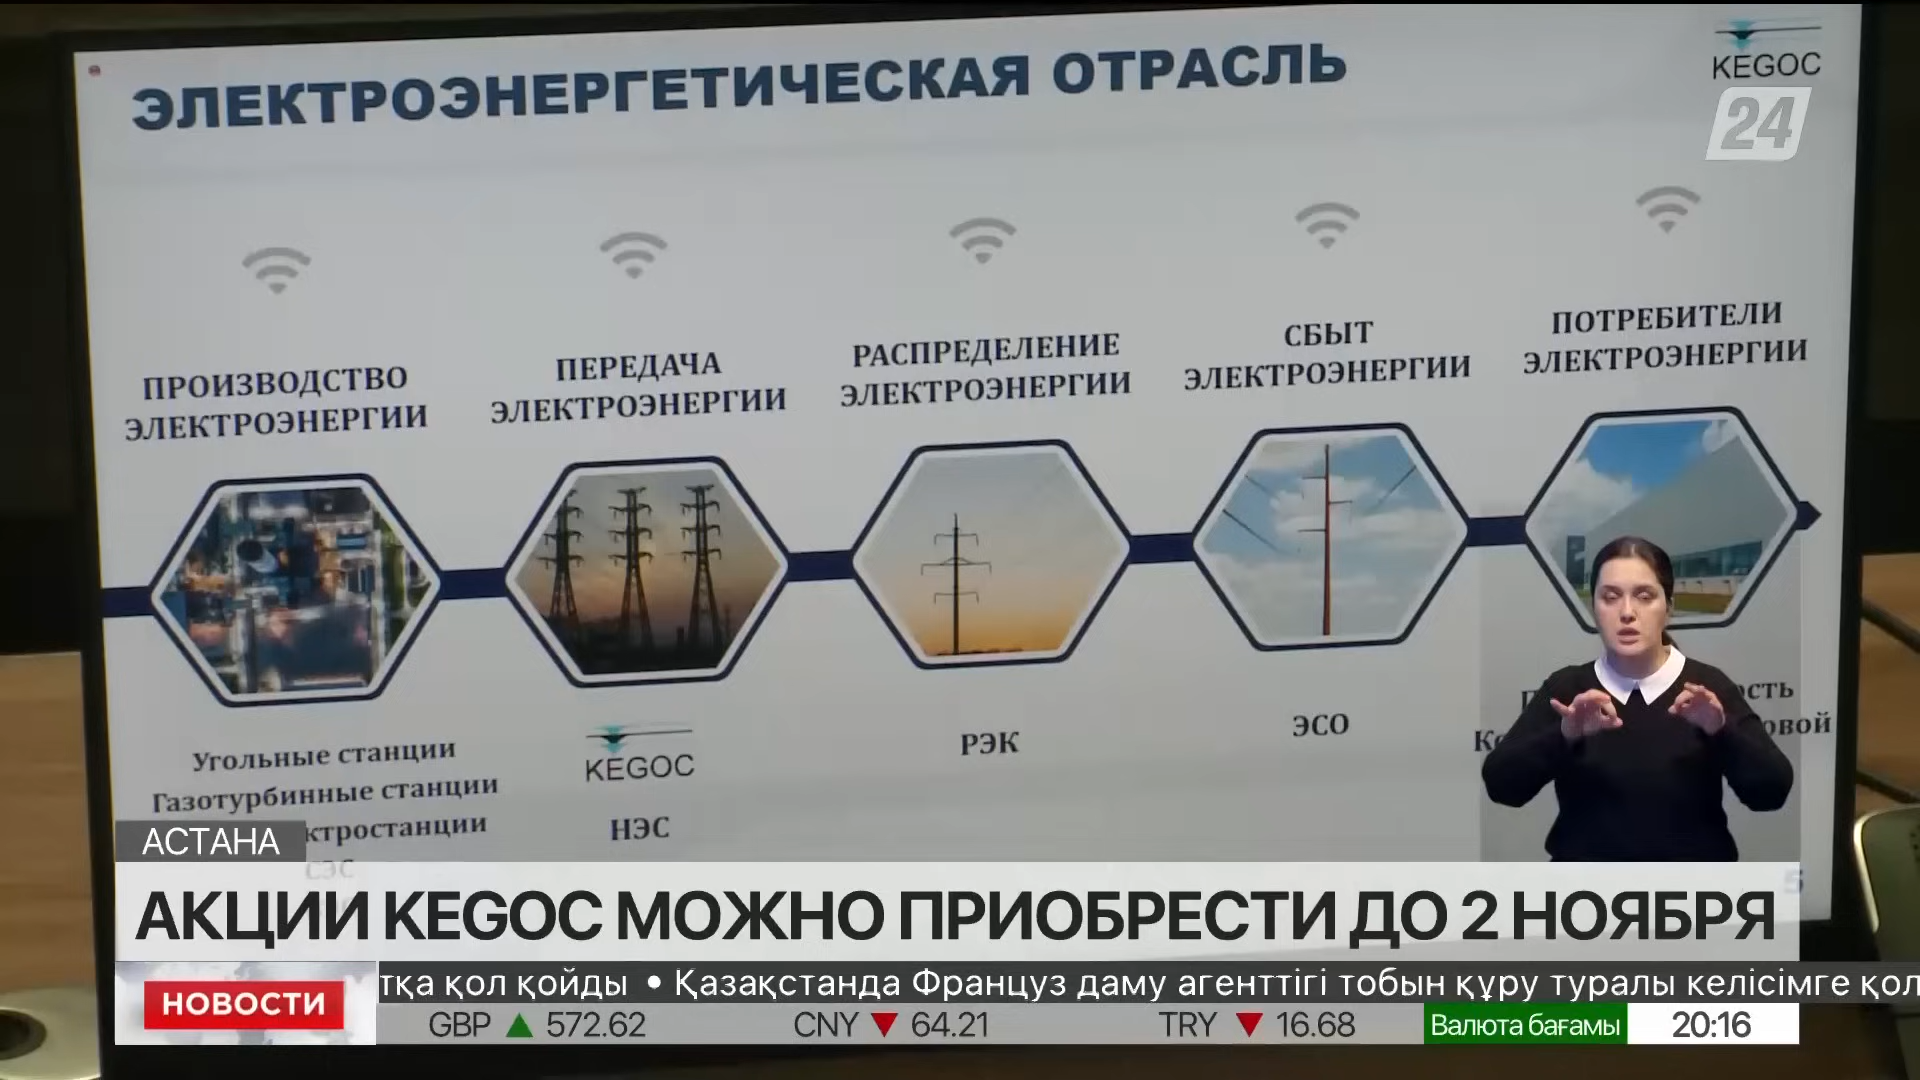 ЭЛЕКТРОЭНЕРГЕТИЧЕСКАЯ ОТРАСЛЬ
KEGOC
24
ПРОИЗВОДСТВО
ЭЛЕКТРОЭНЕРГИИ
ПЕРЕДАЧА
ЭЛЕКТРОЭНЕРГИИ
РАСПРЕДЕЛЕНИЕ
ЭЛЕКТРОЭНЕРГИИ
СБЫТ
ЭЛЕКТРОЭНЕРГИИ
ПОТРЕБИТЕЛИ
ЭЛЕКТРОЭНЕРГИИ
Угольные станции
Газотурбинные станции
ктростанции
СЭС
KEGOC
НЭС
РЭК
ЭСО
АСТАНА
АКЦИИ KEGOC МОЖНО ПРИОБРЕСТИ ДО 2 НОЯБРЯ
НОВОСТИ
тқа қол қойды • Қазақстанда Француз даму агенттігі тобын құру туралы келісімге қол
GBP ▲ 572.62 CNY ▼ 64.21 TRY ▼ 16.68 Валюта бағамы 20:16